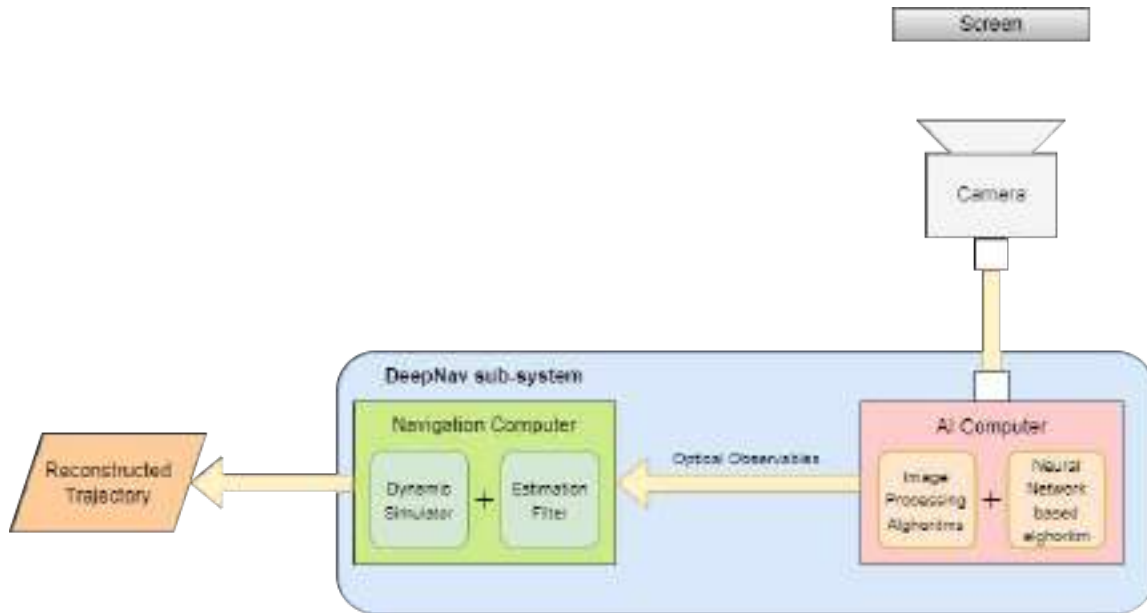 Screen
Camera
DeepNav sub-system
Navigation Computer
Dynamic
Simulator
+
Estimation
Filter
Optical Observables
AI Computer
Image
Processing
Alghoritms
+
Neural
Network
based
alghoritm
Reconstructed
Trajectory